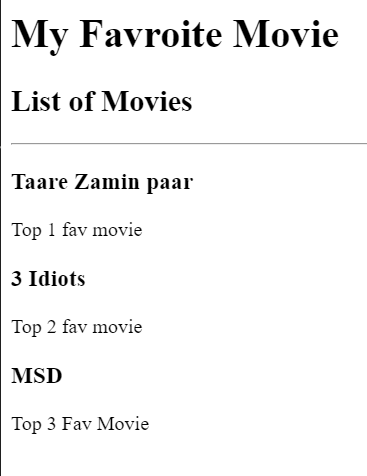 My Favroite Movie
List of Movies
Taare Zamin paar
Top 1 fav movie
3 Idiots
Top 2 fav movie
MSD
Top 3 Fav Movie